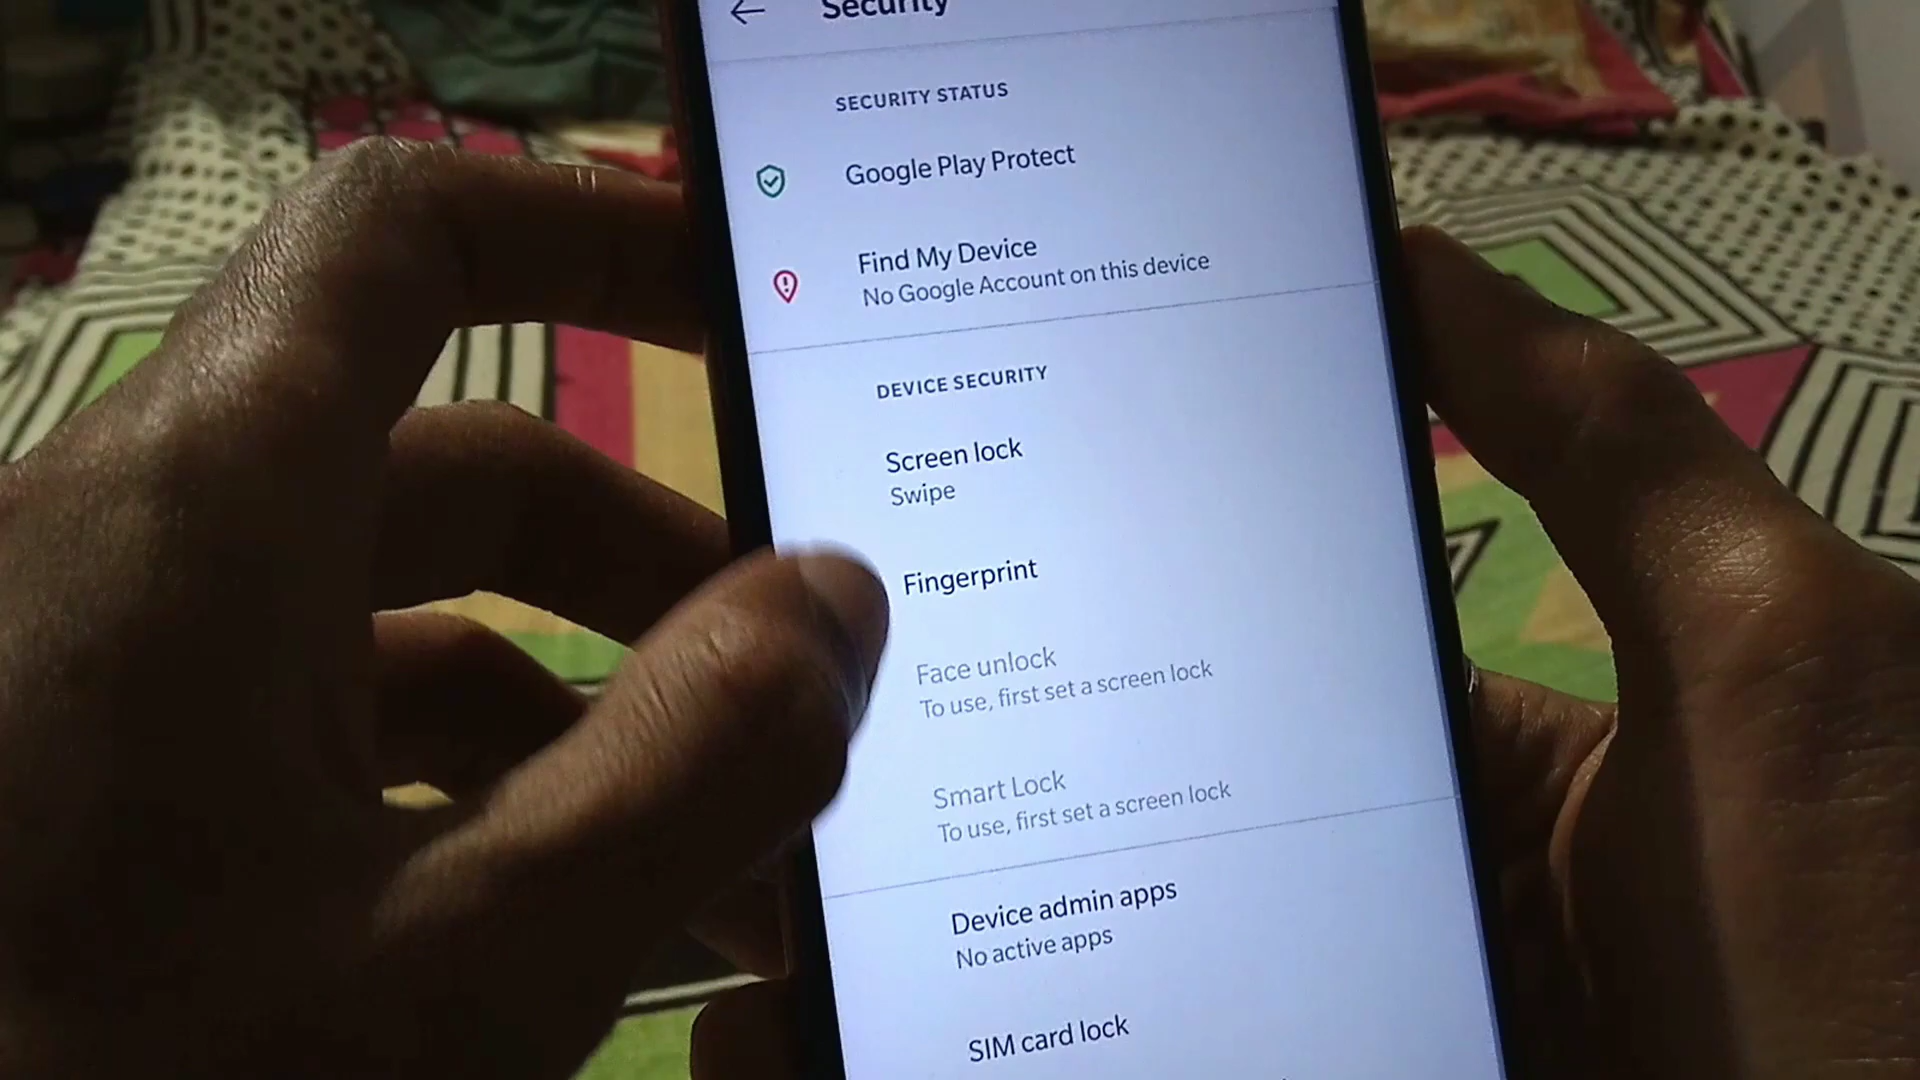 Security
SECURITY STATUS
Google Play Protect
Find My Device
No Google Account on this device
DEVICE SECURITY
Screen lock
Swipe
Fingerprint
Face unlock
To use, first set a screen lock
Smart Lock
To use, first set a screen lock
Device admin apps
No active apps
SIM card lock